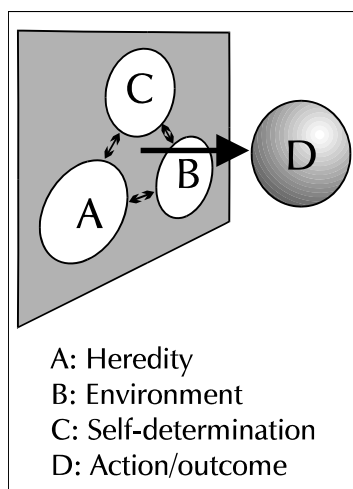 C
B
D
A
A: Heredity
B: Environment
C: Self-determination
D: Action/outcome